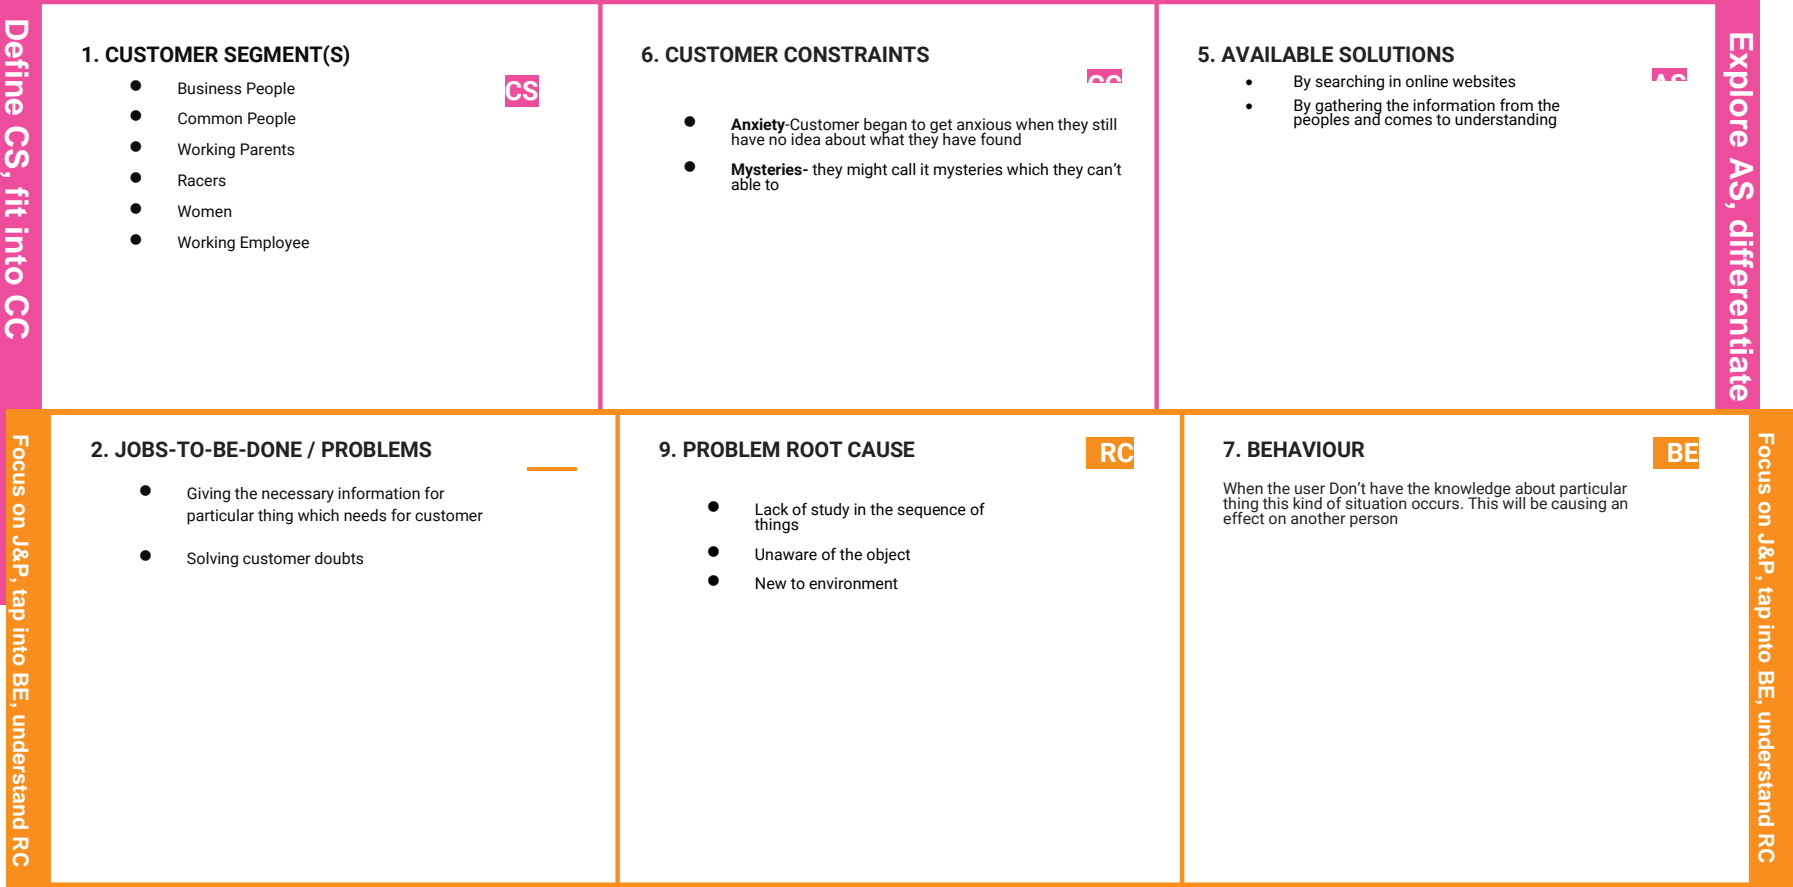 Define CS, fit into CC
1. CUSTOMER SEGMENT(S)
CS
● Business People
● Common People
● Working Parents
● Racers
● Women
● Working Employee
6. CUSTOMER CONSTRAINTS
● Anxiety-Customer began to get anxious when they still
have no idea about what they have found
● Mysteries- they might call it mysteries which they can’t
able to
5. AVAILABLE SOLUTIONS
AS
• By searching in online websites
• By gathering the information from the
peoples and comes to understanding
Explore AS, differentiate
Focus on J&P, tap into BE, understand RC
2. JOBS-TO-BE-DONE / PROBLEMS
● Giving the necessary information for
particular thing which needs for customer
● Solving customer doubts
9. PROBLEM ROOT CAUSE
RC
● Lack of study in the sequence of
things
● Unaware of the object
● New to environment
7. BEHAVIOUR
BE
When the user Don’t have the knowledge about particular
thing this kind of situation occurs. This will be causing an
effect on another person
Focus on J&P, tap into BE, understand RC